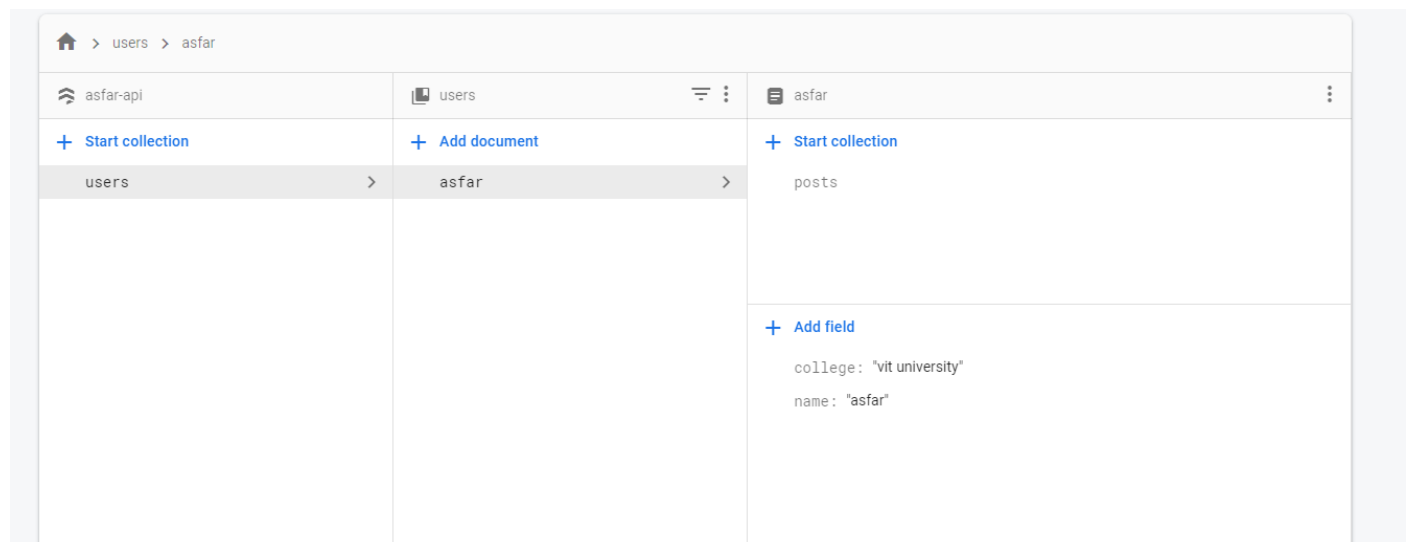 users > asfar
asfar-api
users
asfar
+ Start collection
+ Add document
+ Start collection
users
asfar
posts
+ Add field
college: "vit university"
name: "asfar"